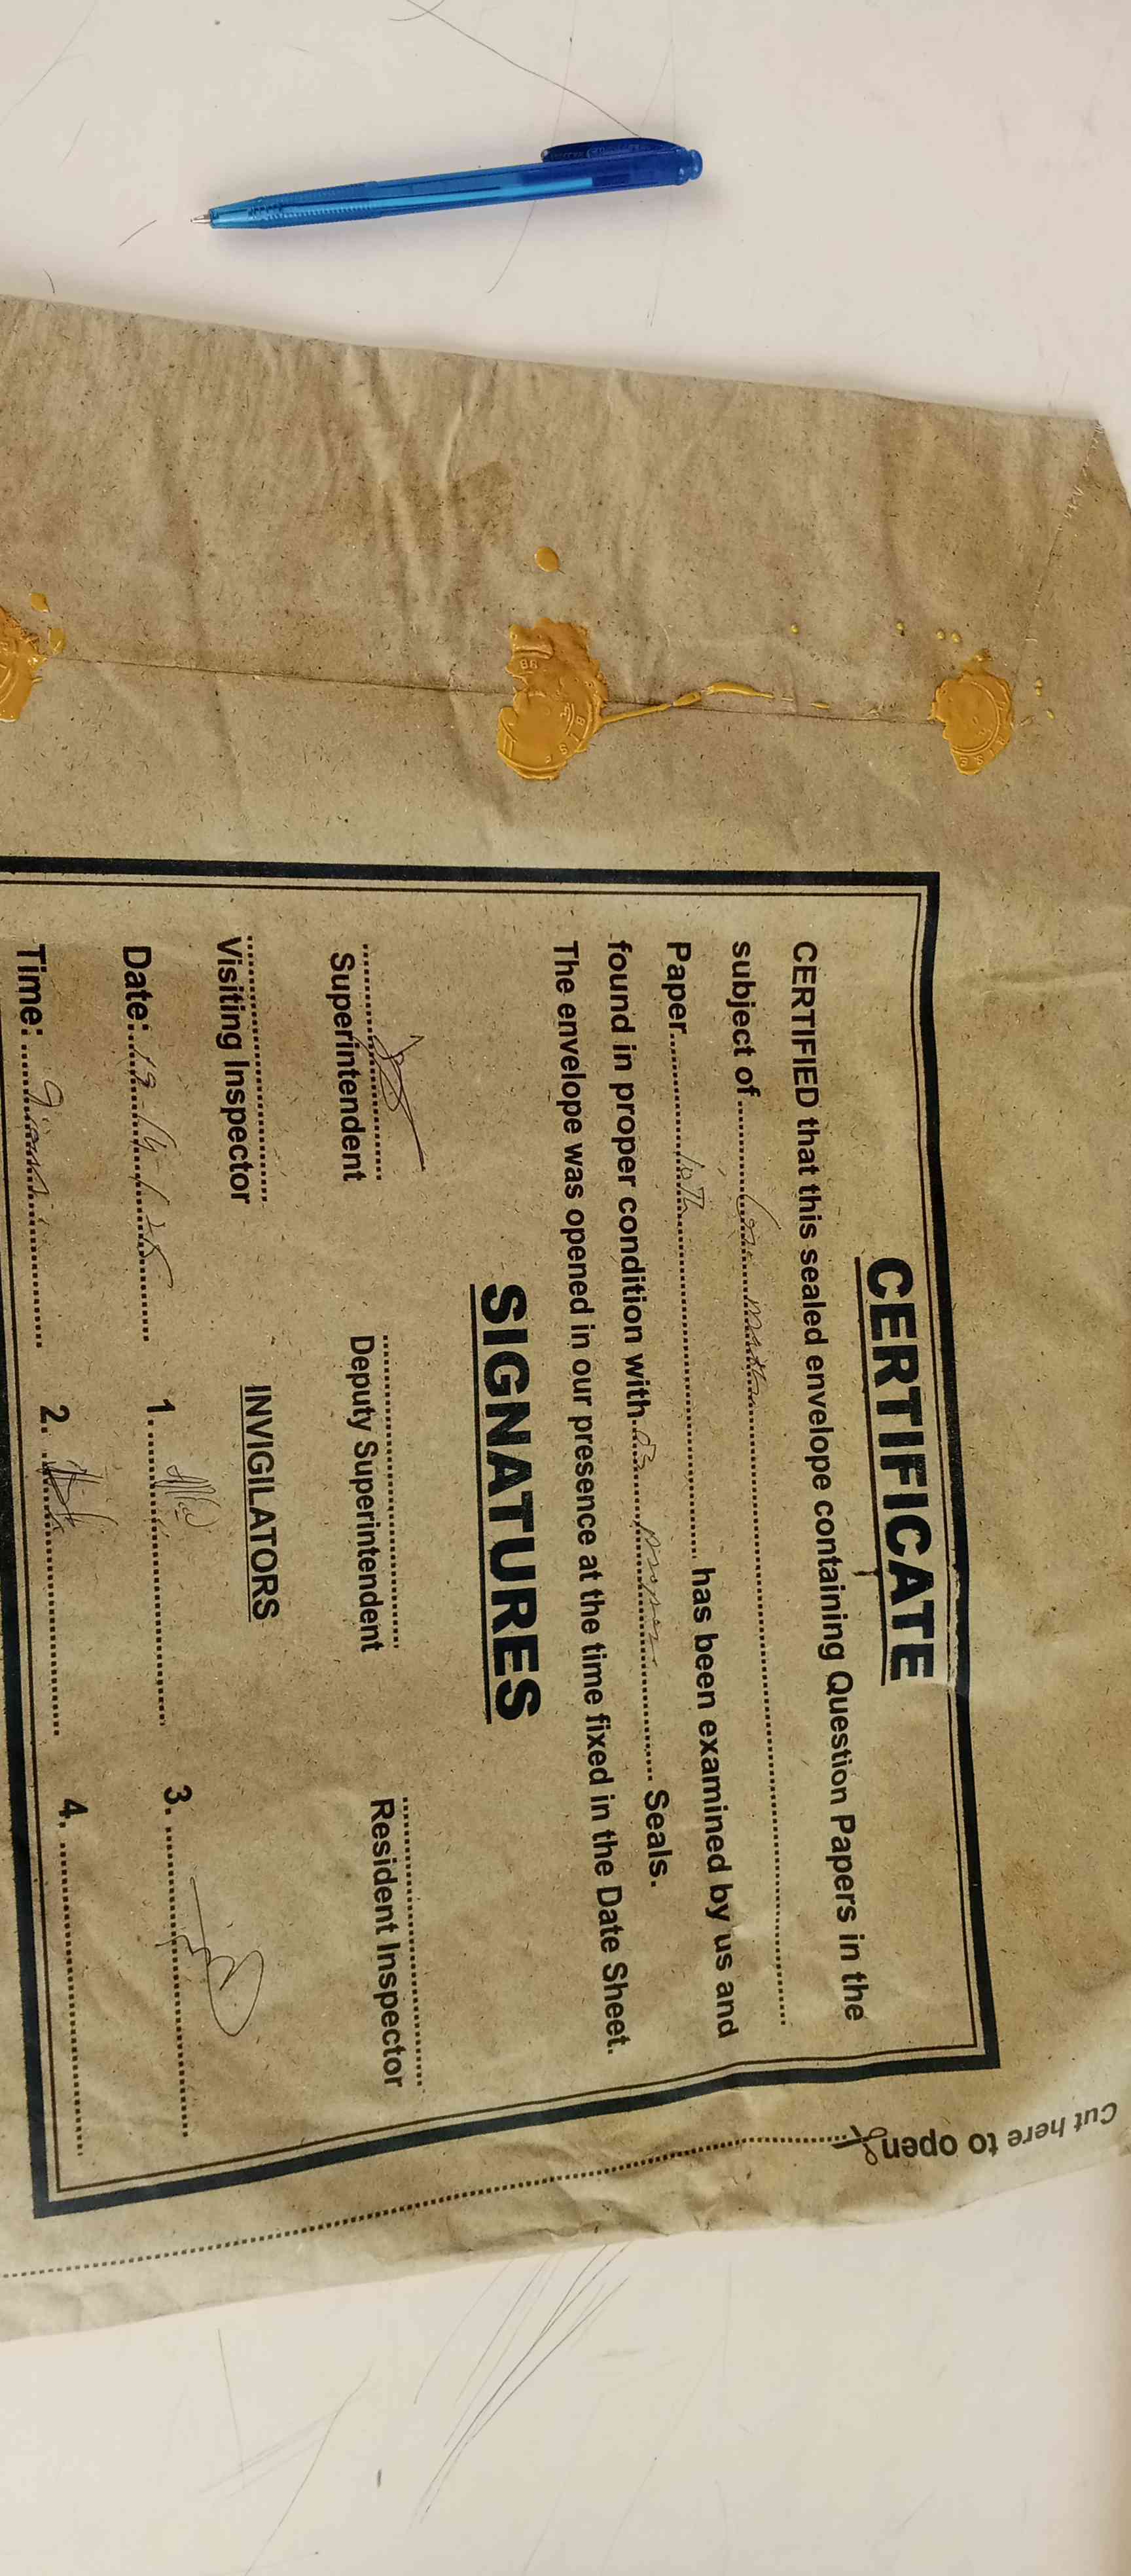 CERTIFICATE
CERTIFIED that this sealed envelope containing Question Papers in the
subject of ........................
Paper ........ 10th ........ has been examined by us and
found in proper condition with .. 03 proper ........ Seals.
The envelope was opened in our presence at the time fixed in the Date Sheet.
SIGNATURES
Superintendent
Deputy Superintendent
Resident Inspector
Visiting Inspector
INVIGILATORS
Date: ........
1. ........
3. ........
Time: ........
2. ........
4. ........
Cut here to open